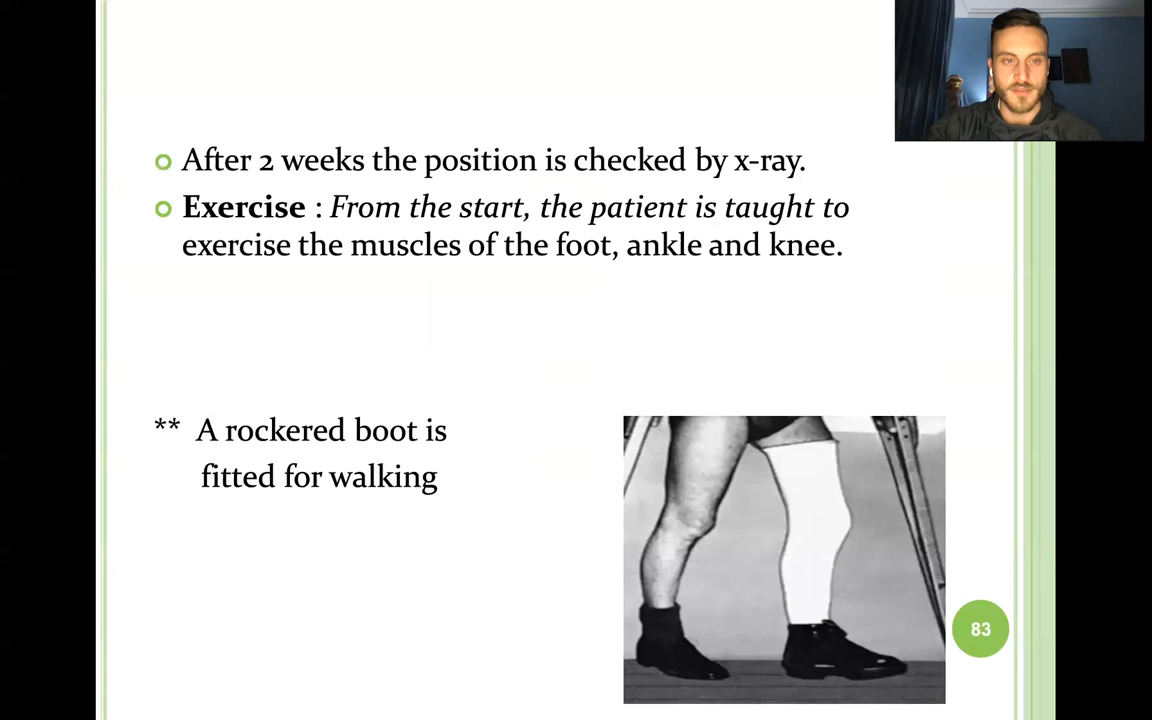 After 2 weeks the position is checked by x-ray.
Exercise : From the start, the patient is taught to
exercise the muscles of the foot, ankle and knee.
** A rockered boot is
fitted for walking
83